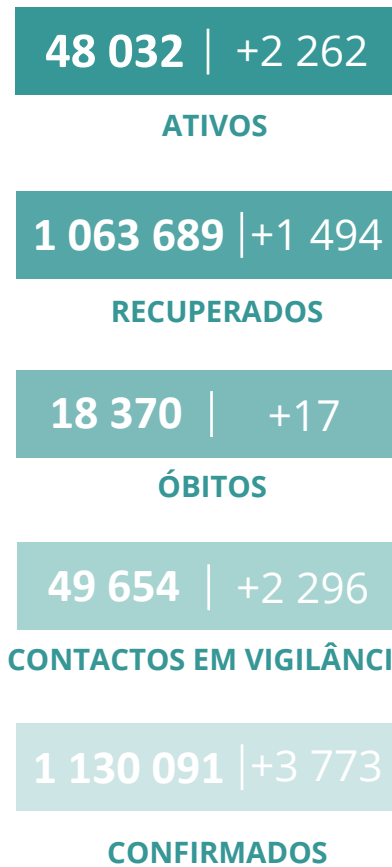 48 032 | +2 262
ATIVOS
1 063 689 |+1 494
RECUPERADOS
18 370 | +17
ÓBITOS
49 654 | +2 296
CONTACTOS EM VIGILÂNCI
1 130 091 |+3 773
CONFIRMADOS